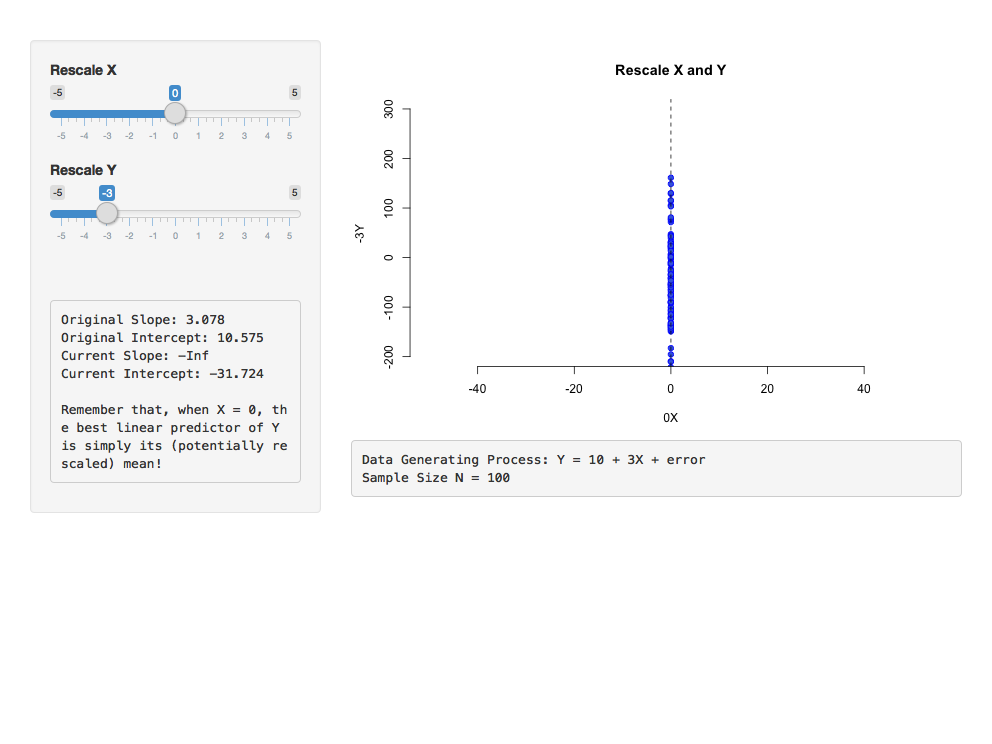 Rescale X
-5 0 5
-5 -4 -3 -2 -1 0 1 2 3 4 5
Rescale Y
-5 -3 5
-5 -4 -3 -2 -1 0 1 2 3 4 5
Original Slope: 3.078
Original Intercept: 10.575
Current Slope: -Inf
Current Intercept: -31.724
Remember that, when X = 0, th
e best linear predictor of Y
is simply its (potentially re
scaled) mean!
Rescale X and Y
300
200
100
0
-100
-200
-3Y
-40 -20 0 20 40
0X
Data Generating Process: Y = 10 + 3X + error
Sample Size N = 100